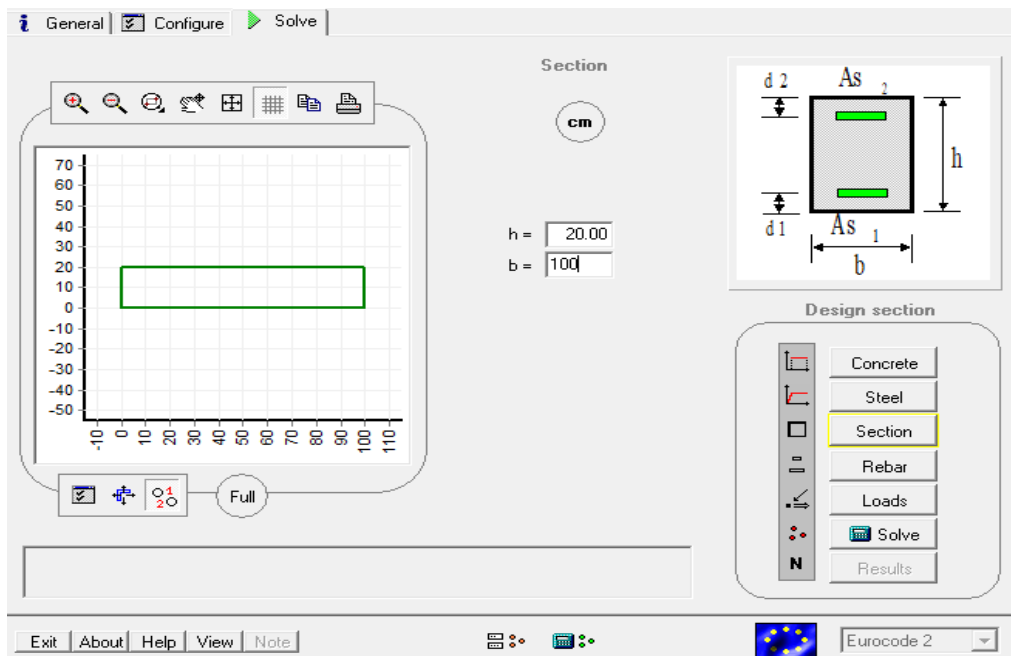 General Configure Solve
Section
cm
h = 20.00
b = 100
70
60
50
40
30
20
10
0
-10
-20
-30
-40
-50
-10 0 10 20 30 40 50 60 70 80 90 100 110
Full
d 2 As 2
h
d 1 As 1
b
Design section
Concrete
Steel
Section
Rebar
Loads
Solve
N Results
Exit About Help View Note
Eurocode 2